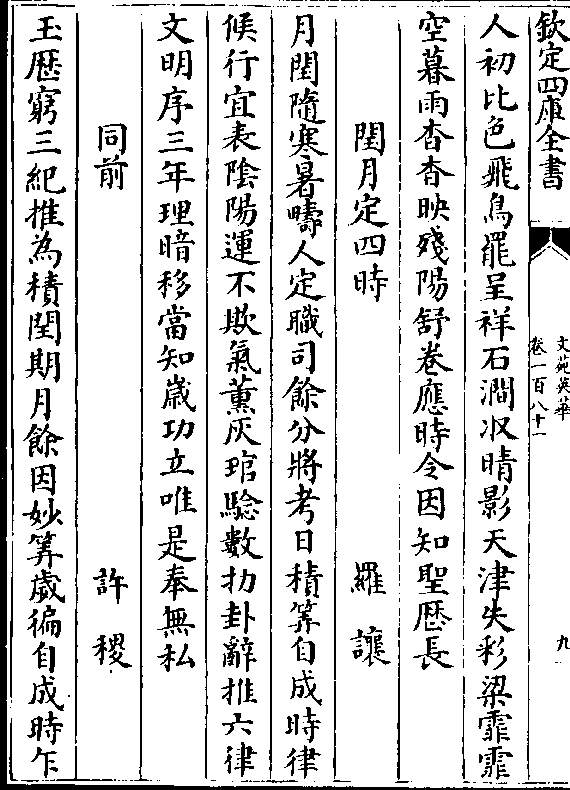 欽定四庫全書
文苑英華
卷一百八十一
九
人初比色飛鳥罷呈祥石澗収晴影天津失彩梁霏霏
空暮雨杳杳映殘陽舒卷應時令因知聖厯長
閏月定四時
羅讓
月閏隨寒暑疇人定職司餘分將考日積筭自成時律
候行宜表陰陽運不欺氣薰灰琯驗數扐卦辭推六律
文明序三年理暗移當知歳功立唯是奉無私
同前
許稷
玉厯窮三紀推為積閏期月餘因妙筭歳徧自成時乍